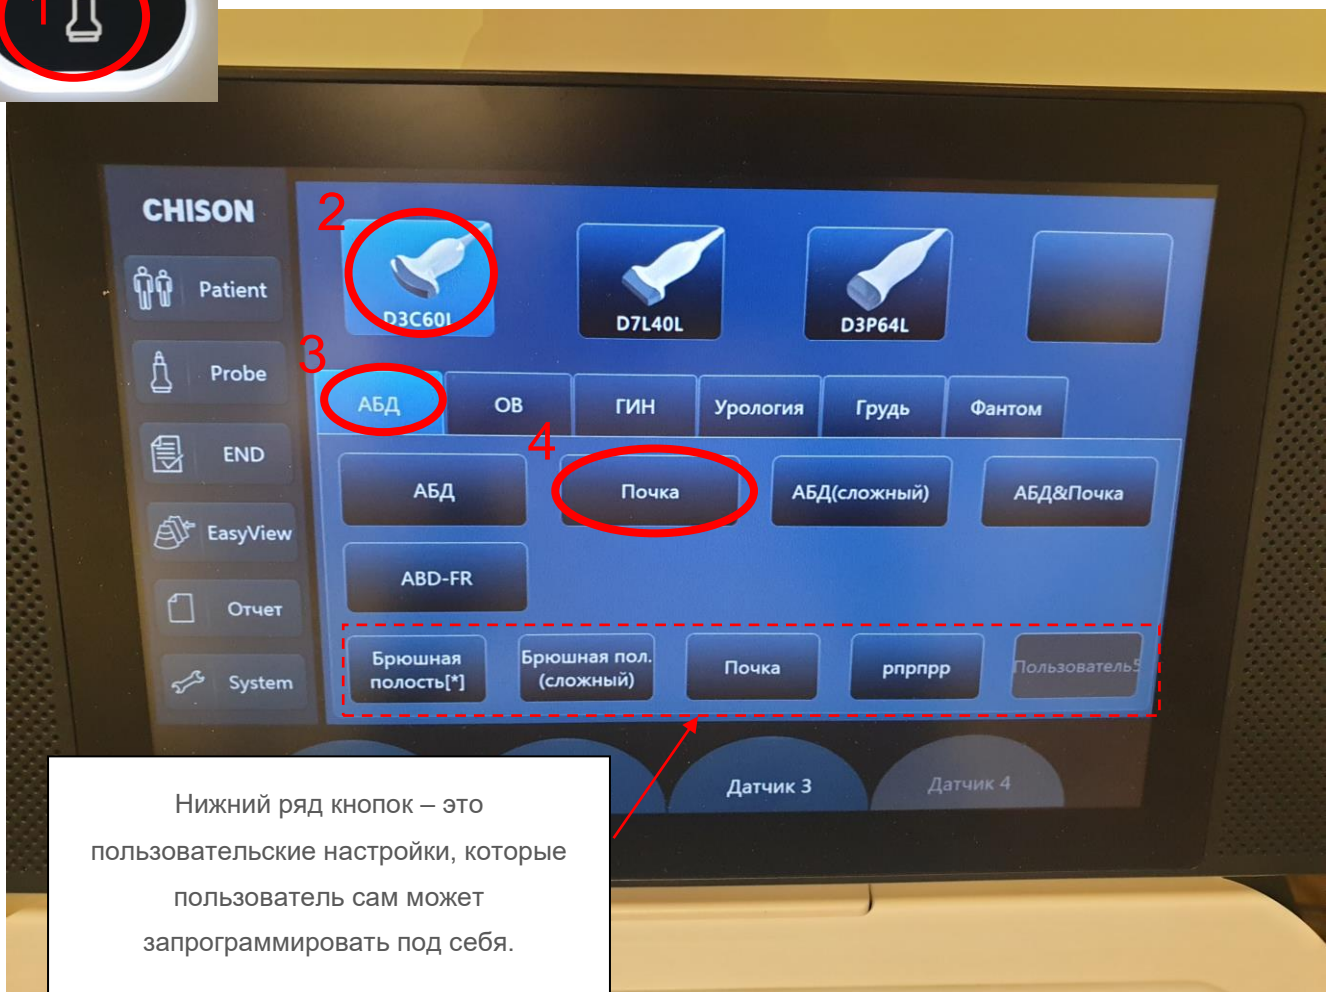 1
CHISON
2
Patient
D3C60L
D7L40L
D3P64L
3
Probe
АБД
ОВ
ГИН
Урология
Грудь
Фантом
4
END
АБД
Почка
АБД(сложный)
АБД&Почка
EasyView
ABD-FR
Отчет
Брюшная
полость[*]
Брюшная пол.
(сложный)
Почка
рпрпрр
Пользователь5
System
Датчик 3
Датчик 4
Нижний ряд кнопок – это
пользовательские настройки, которые
пользователь сам может
запрограммировать под себя.